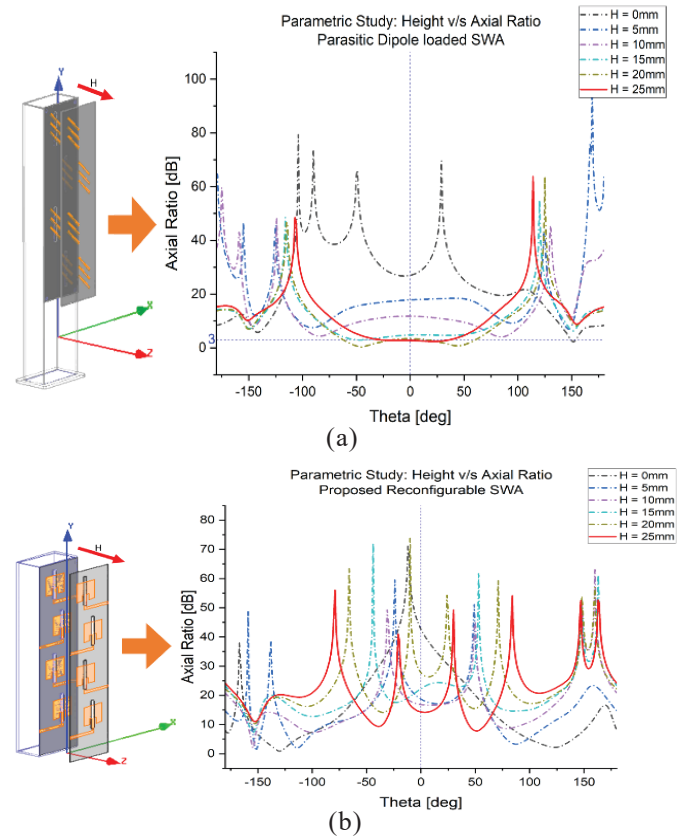 (a)
Parametric Study: Height v/s Axial Ratio
Parasitic Dipole loaded SWA
H = 0mm
H = 5mm
H = 10mm
H = 15mm
H = 20mm
H = 25mm
Y
H
X
Z
Axial Ratio [dB]
100
80
60
40
20
3
0
-150 -100 -50 0 50 100 150
Theta [deg]
(a)
Parametric Study: Height v/s Axial Ratio
Proposed Reconfigurable SWA
H = 0mm
H = 5mm
H = 10mm
H = 15mm
H = 20mm
H = 25mm
Y
H
X
Z
Axial Ratio [dB]
80
70
60
50
40
30
20
10
0
-150 -100 -50 0 50 100 150
Theta [deg]
(b)